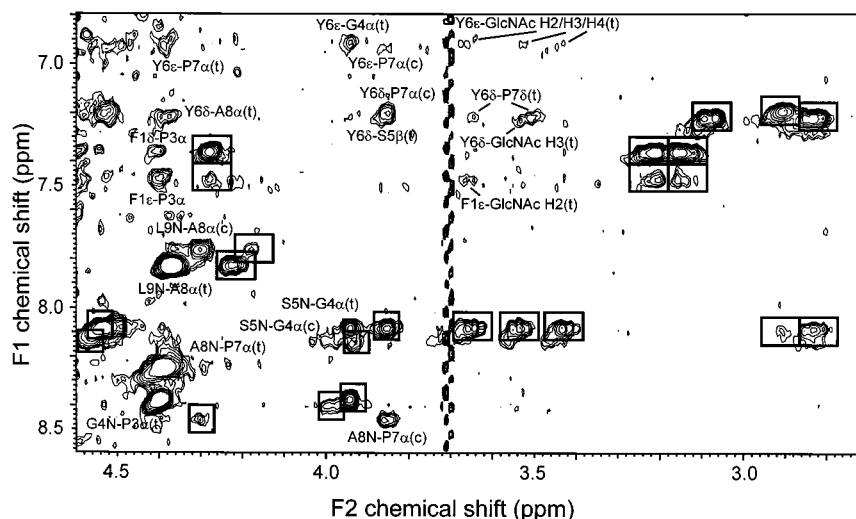 Y6ε-G4α(t)
Y6ε-GlcNAc H2/H3/H4(t)
7.0
Y6ε-P7α(t)
Y6ε-P7α(c)
Y6δ-A8α(t)
Y6δ-P7α(c)
Y6δ-P7δ(t)
F1δ-P3α
Y6δ-S5β(t)
Y6δ-GlcNAc H3(t)
7.5
F1ε-P3α
F1ε-GlcNAc H2(t)
L9N-A8α(c)
L9N-A8α(t)
8.0
S5N-G4α(t)
S5N-G4α(c)
A8N-P7α(t)
G4N-P3α(t)
8.5
A8N-P7α(c)
4.5 4.0 3.5 3.0
F2 chemical shift (ppm)
F1 chemical shift (ppm)